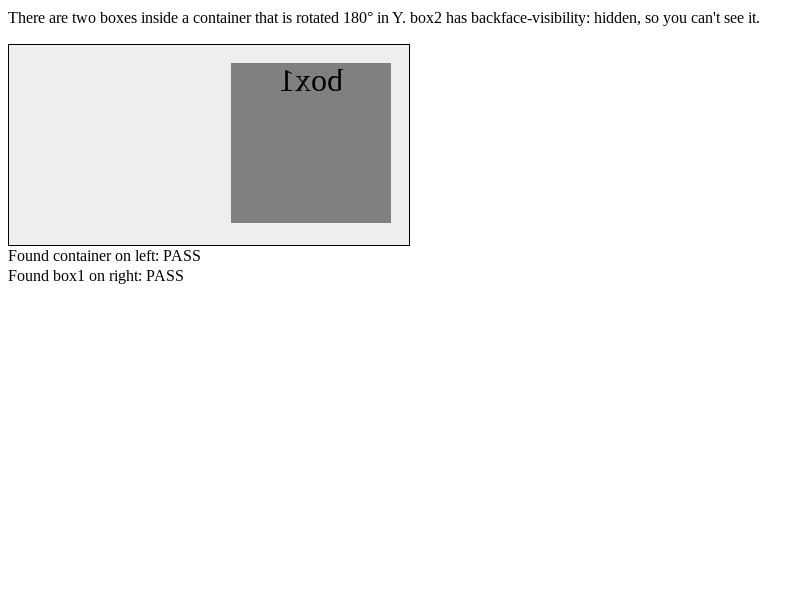 There are two boxes inside a container that is rotated 180° in Y. box2 has backface-visibility: hidden, so you can't see it.
box1
Found container on left: PASS
Found box1 on right: PASS